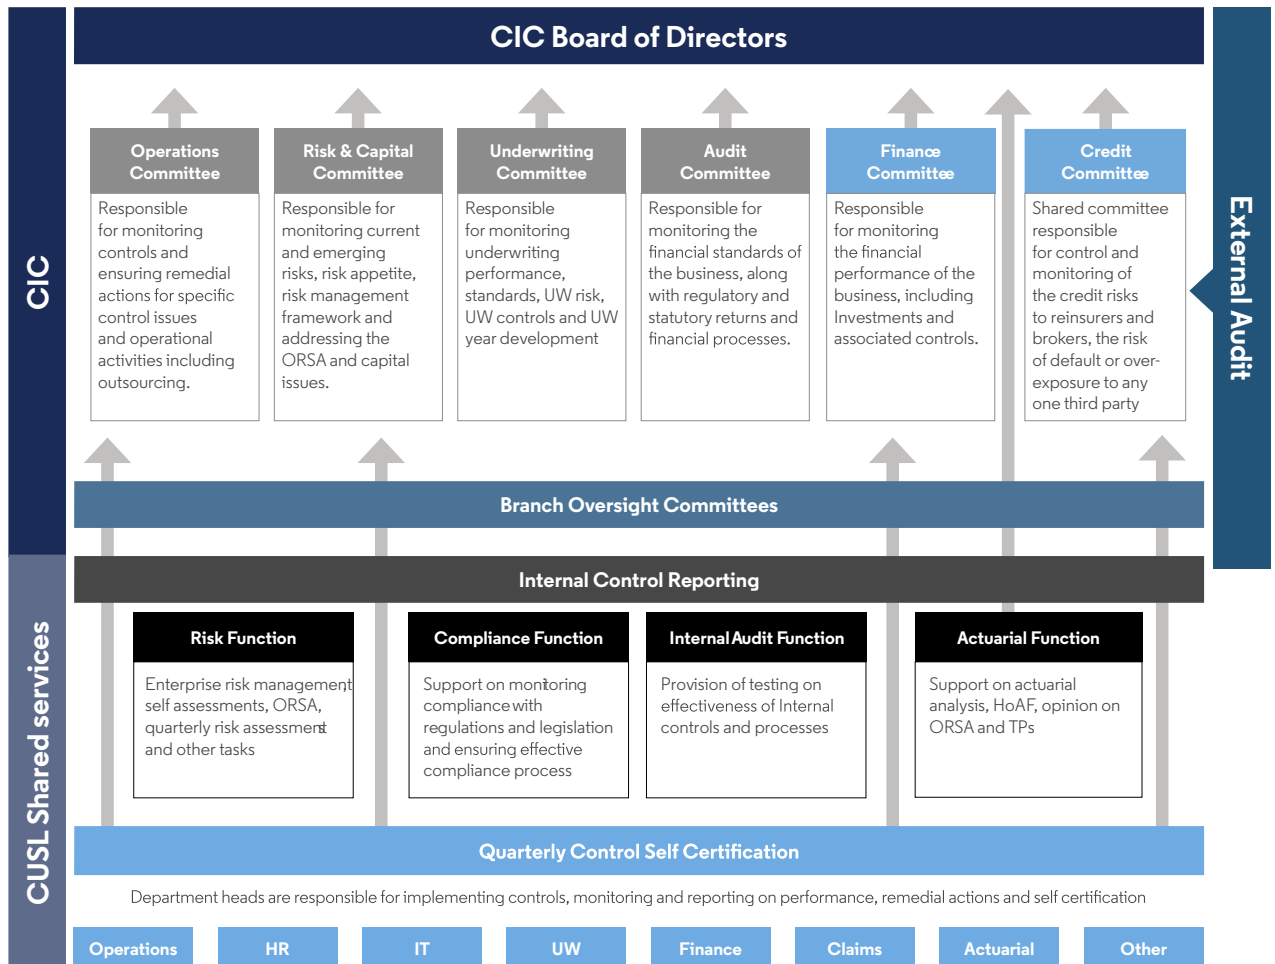 CIC Board of Directors
CIC
External Audit
Operations
Committee
Responsible
for monitoring
controls and
ensuring remedial
actions for specific
control issues
and operational
activities including
outsourcing.
Risk & Capital
Committee
Responsible for
monitoring current
and emerging
risks, risk appetite,
risk management
framework and
addressing the
ORSA and capital
issues.
Underwriting
Committee
Responsible
for monitoring
underwriting
performance,
standards, UW risk,
UW controls and UW
year development
Audit
Committee
Responsible for
monitoring the
financial standards of
the business, along
with regulatory and
statutory returns and
financial processes.
Finance
Committee
Responsible
for monitoring
the financial
performance of the
business, including
Investments and
associated controls.
Credit
Committee
Shared committee
responsible
for control and
monitoring of
the credit risks
to reinsurers and
brokers, the risk
of default or over-
exposure to any
one third party
Branch Oversight Committees
CUSL Shared services
Internal Control Reporting
Risk Function
Enterprise risk management,
self assessments, ORSA,
quarterly risk assessment
and other tasks
Compliance Function
Support on monitoring
compliance with
regulations and legislation
and ensuring effective
compliance process
Internal Audit Function
Provision of testing on
effectiveness of Internal
controls and processes
Actuarial Function
Support on actuarial
analysis, HoAF, opinion on
ORSA and TPs
Quarterly Control Self Certification
Department heads are responsible for implementing controls, monitoring and reporting on performance, remedial actions and self certification
Operations
HR
IT
UW
Finance
Claims
Actuarial
Other